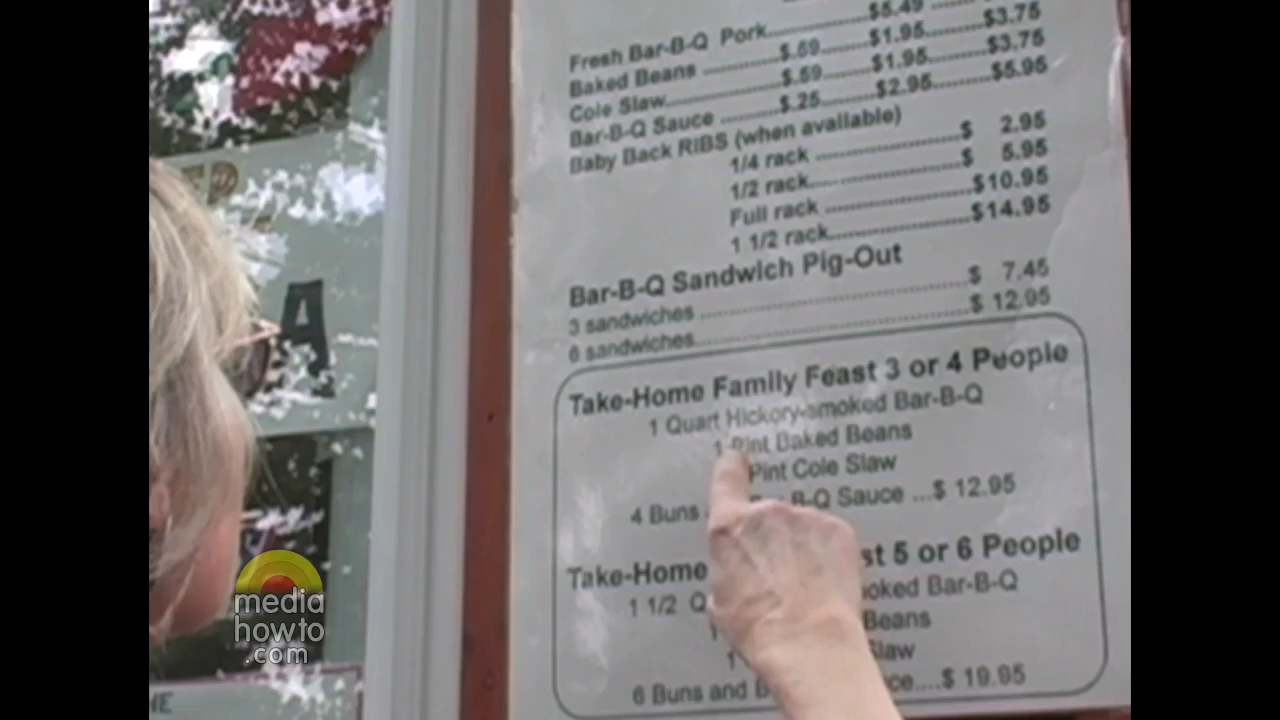 Fresh Bar-B-Q Pork..................$5.49 ......... $3.75
Baked Beans ............$.59.........$1.95.........$3.75
Cole Slaw.................$.59.........$1.95.........$5.95
Bar-B-Q Sauce ..........$.25.........$2.95
Baby Back RIBS (when available)
1/4 rack .....................$ 2.95
1/2 rack......................$ 5.95
Full rack .....................$10.95
1 1/2 rack....................$14.95
Bar-B-Q Sandwich Pig-Out
3 sandwiches .....................................$ 7.45
6 sandwiches......................................$ 12.95
Take-Home Family Feast 3 or 4 People
1 Quart Hickory-smoked Bar-B-Q
1 Pint Baked Beans
Pint Cole Slaw
4 Buns B-Q Sauce ...$ 12.95
Take-Home st 5 or 6 People
1 1/2 Q oked Bar-B-Q
Beans
Slaw
6 Buns and B ce....$ 19.95
A
media
howto
.com
NE